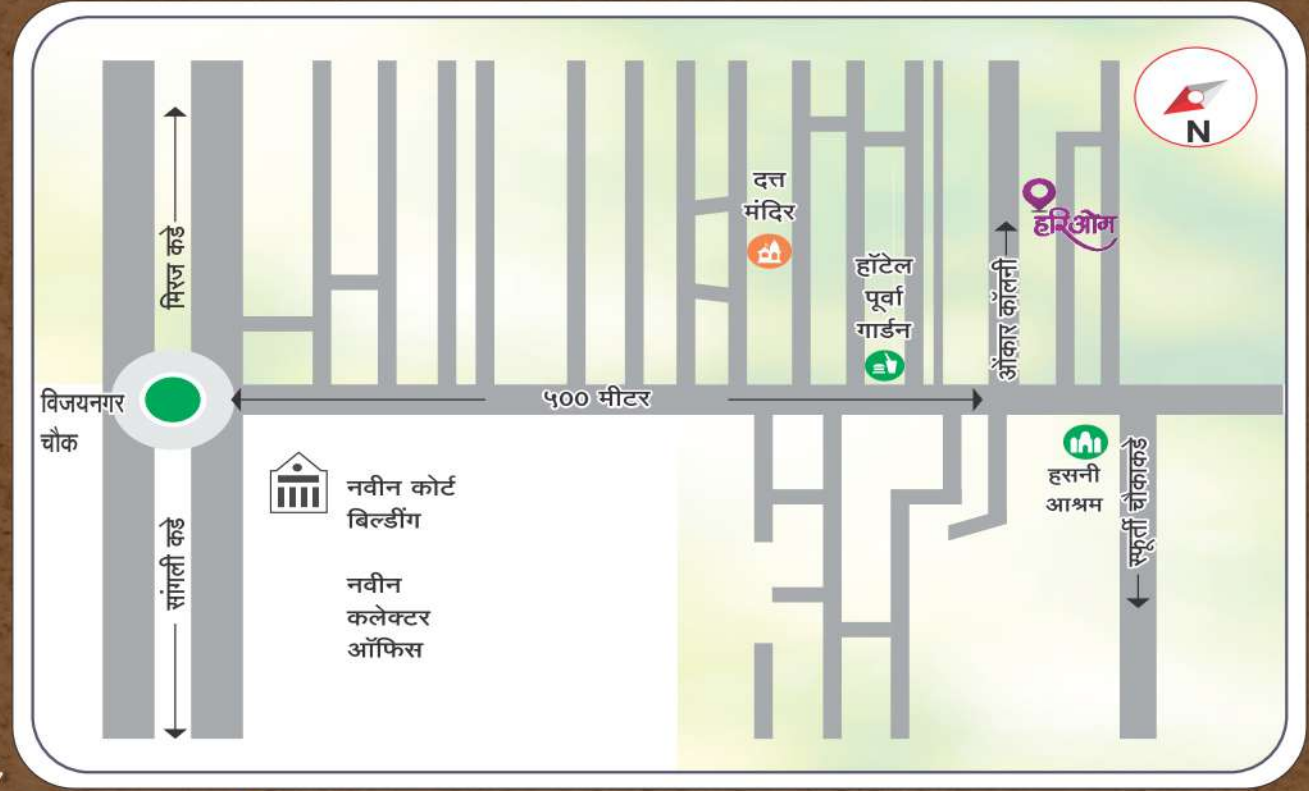 N
दत्त
मंदिर
हरिओम
मिरज कडे
हॉटेल
पूर्वा
गार्डन
ओंकार कॉलनी
विजयनगर
चौक
५०० मीटर
हसनी
आश्रम
स्फूर्ती चौकाकडे
नवीन कोर्ट
बिल्डींग
सांगली कडे
नवीन
कलेक्टर
ऑफिस